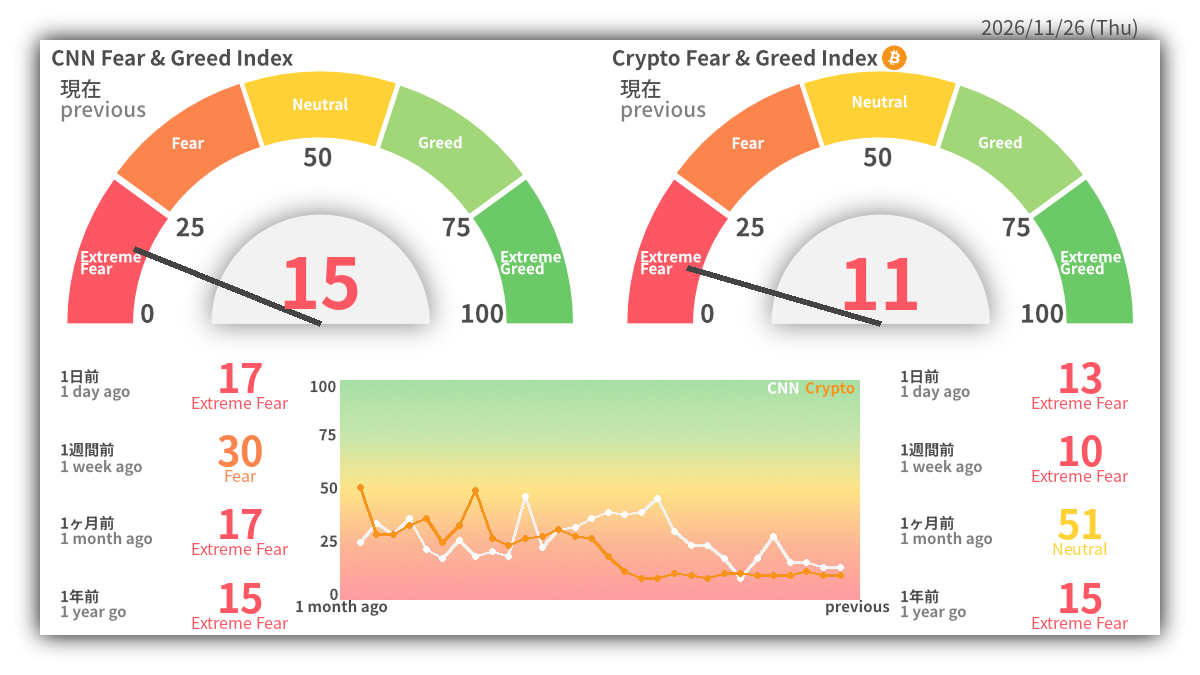 2026/11/26 (Thu)
CNN Fear & Greed Index
現在
previous
Extreme
Fear
Fear
Neutral
Greed
Extreme
Greed
0
25
50
75
100
15
Crypto Fear & Greed Index
現在
previous
Extreme
Fear
Fear
Neutral
Greed
Extreme
Greed
0
25
50
75
100
11
1日前
1 day ago
17
Extreme Fear
1週間前
1 week ago
30
Fear
1ヶ月前
1 month ago
17
Extreme Fear
1年前
1 year go
15
Extreme Fear
CNN Crypto
100
75
50
25
0
1 month ago
previous
1日前
1 day ago
13
Extreme Fear
1週間前
1 week ago
10
Extreme Fear
1ヶ月前
1 month ago
51
Neutral
1年前
1 year go
15
Extreme Fear